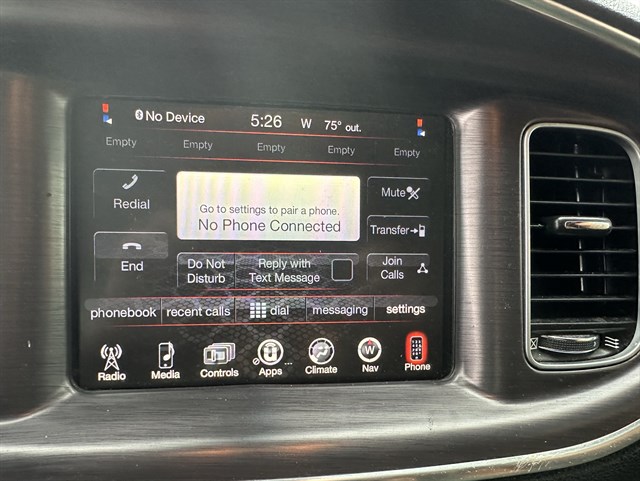 No Device 5:26 W 75° out.
Empty Empty Empty Empty Empty
Redial
Go to settings to pair a phone.
No Phone Connected
Mute
Transfer
End
Do Not
Disturb
Reply with
Text Message
Join
Calls
phonebook recent calls dial messaging settings
Radio Media Controls Apps Climate Nav Phone